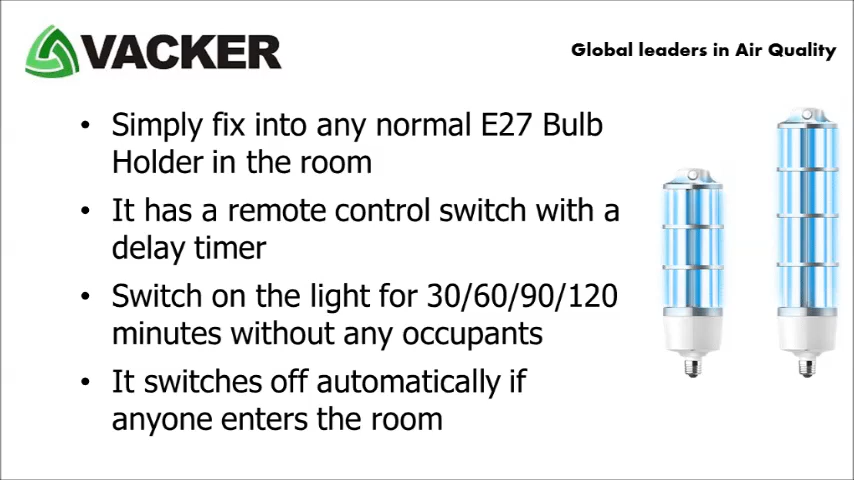 VACKER
Global leaders in Air Quality
• Simply fix into any normal E27 Bulb
Holder in the room
• It has a remote control switch with a
delay timer
• Switch on the light for 30/60/90/120
minutes without any occupants
• It switches off automatically if
anyone enters the room